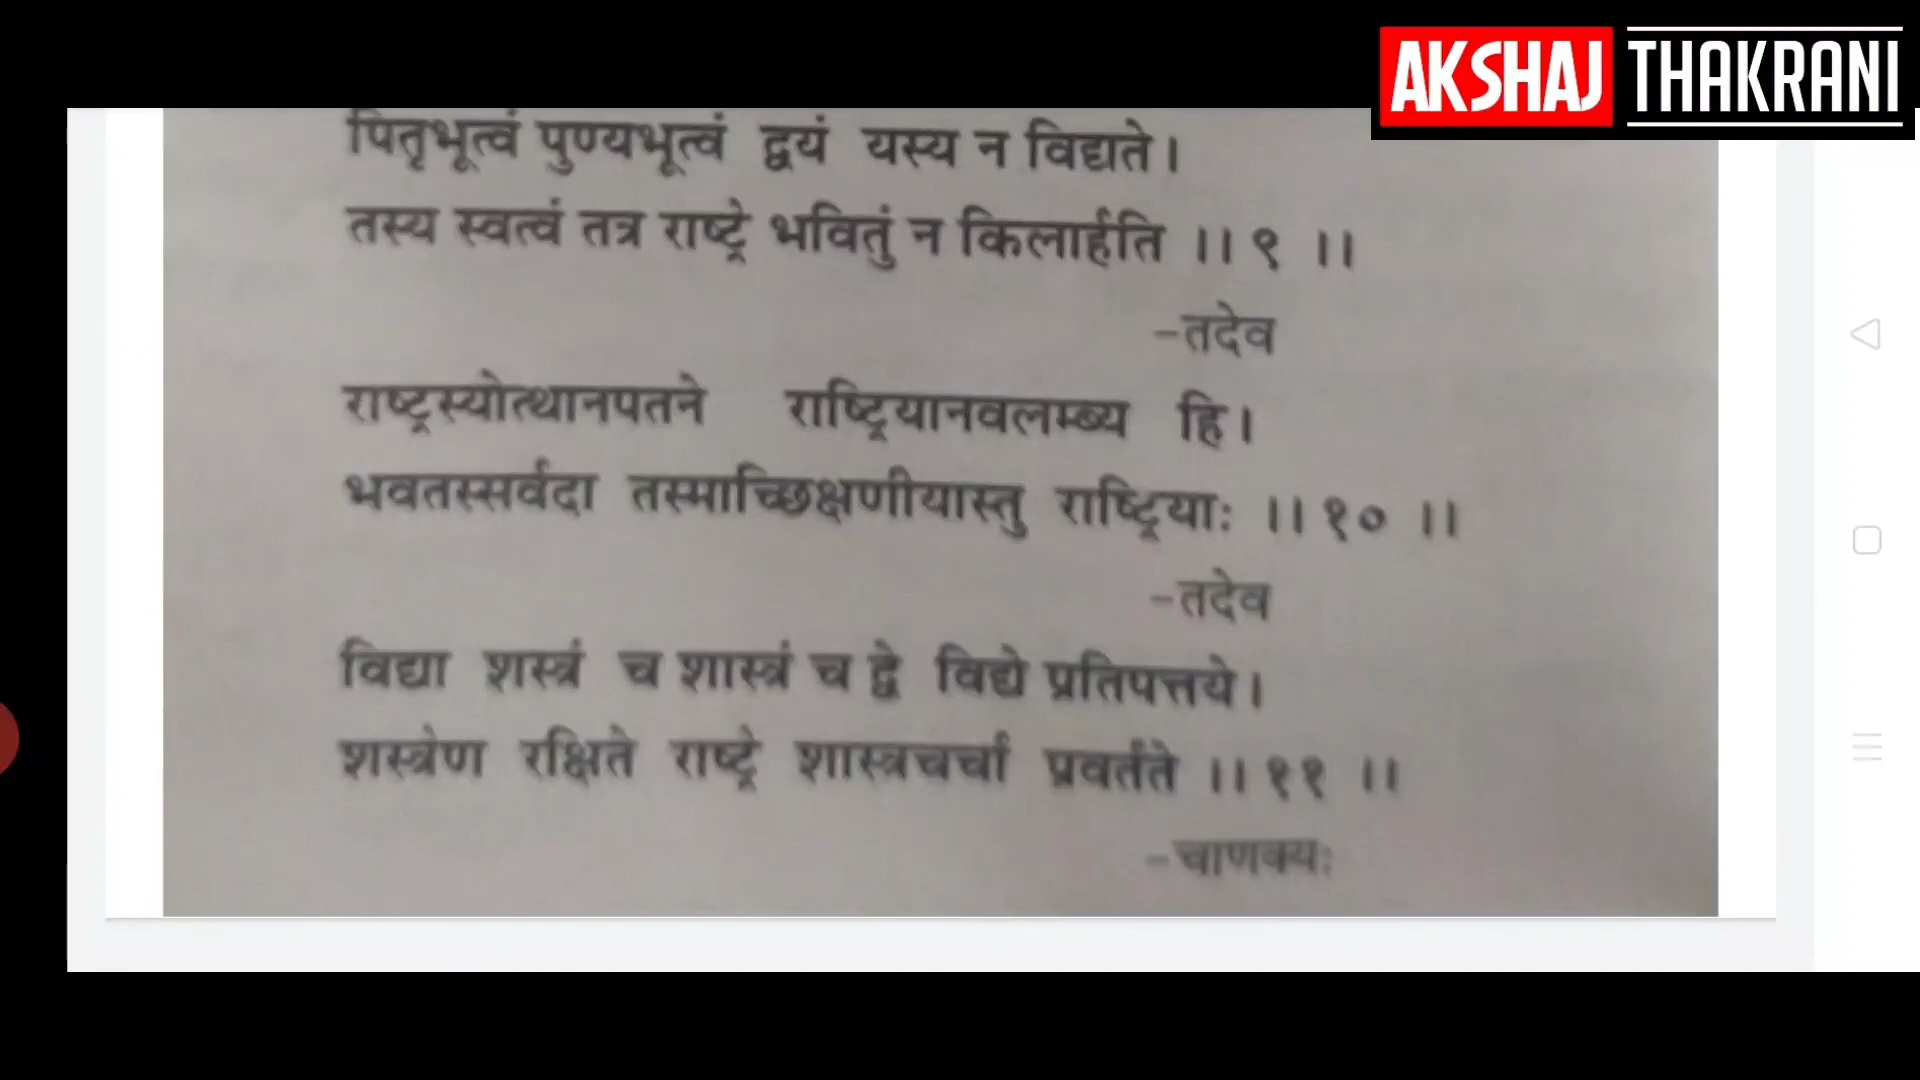 AKSHAJ THAKRANI
पितृभूत्वं पुण्यभूत्वं द्वयं यस्य न विद्यते।
तस्य स्वत्वं तत्र राष्ट्रे भवितुं न किलार्हति ।। ९ ।।
-तदेव
राष्ट्रस्योत्थानपतने राष्ट्रियानवलम्ब्य हि।
भवतस्सर्वदा तस्माच्छिक्षणीयास्तु राष्ट्रियाः ।। १० ।।
-तदेव
विद्या शस्त्रं च शास्त्रं च द्वे विद्ये प्रतिपत्तये।
शस्त्रेण रक्षिते राष्ट्रे शास्त्रचर्चा प्रवर्तते ।। ११ ।।
-चाणक्यः